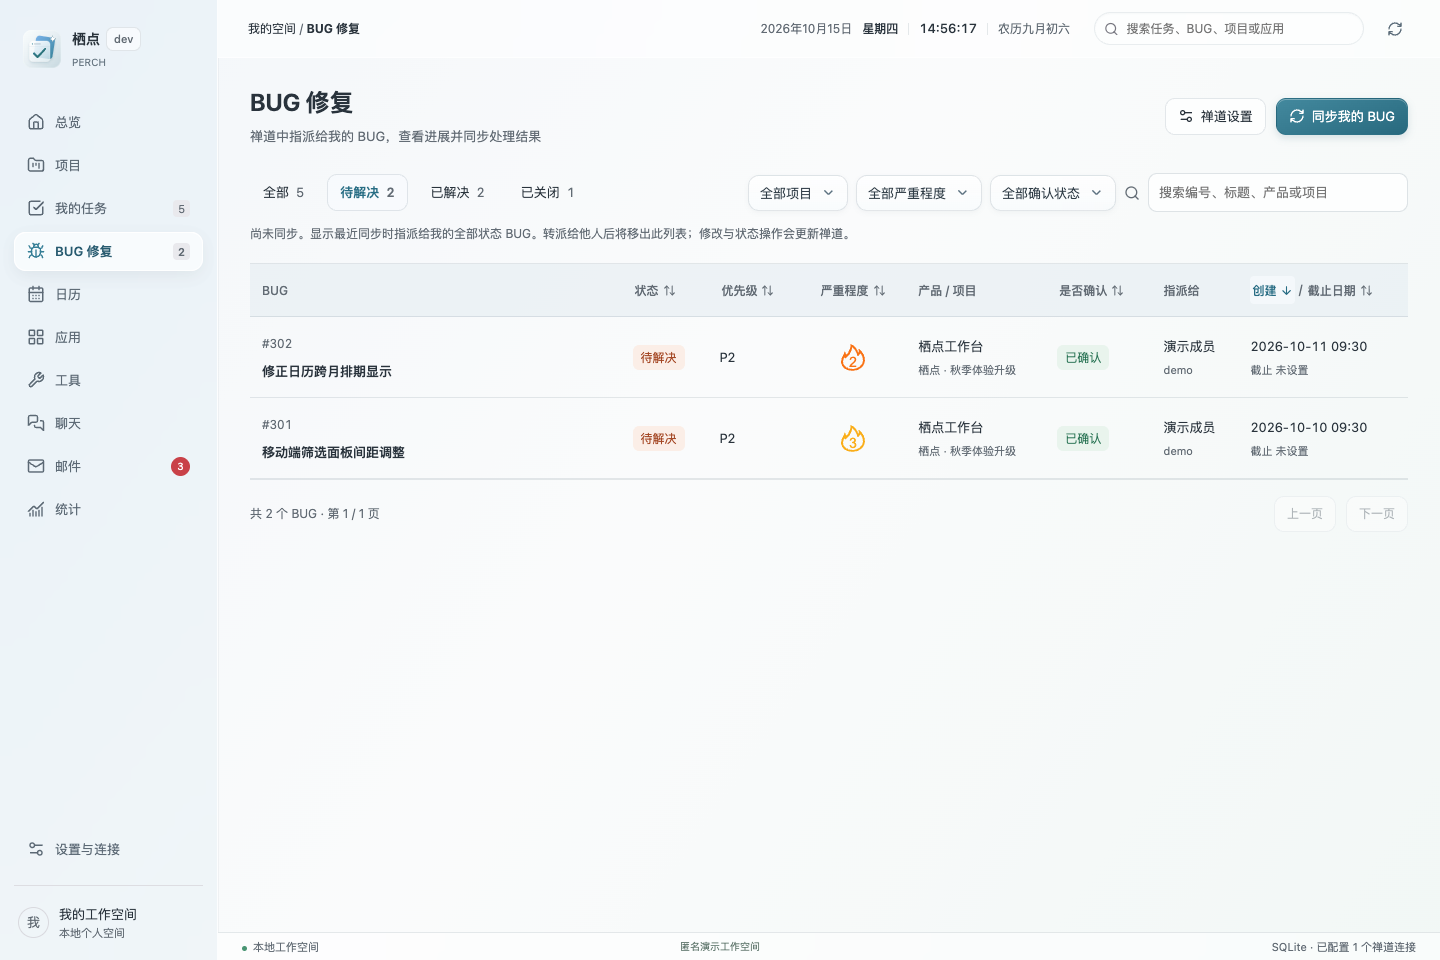 栖点 dev
PERCH
总览
项目
我的任务 5
BUG 修复 2
日历
应用
工具
聊天
邮件 3
统计
设置与连接
我 我的工作空间
本地个人空间
我的空间 / BUG 修复
2026年10月15日 星期四 14:56:17 农历九月初六
搜索任务、BUG、项目或应用
BUG 修复
禅道中指派给我的 BUG，查看进展并同步处理结果
禅道设置
同步我的 BUG
全部 5 待解决 2 已解决 2 已关闭 1
全部项目 全部严重程度 全部确认状态 搜索编号、标题、产品或项目
尚未同步。显示最近同步时指派给我的全部状态 BUG。转派给他人后将移出此列表；修改与状态操作会更新禅道。
BUG 状态 优先级 严重程度 产品 / 项目 是否确认 指派给 创建 / 截止日期
#302
修正日历跨月排期显示
待解决
P2
2
栖点工作台
栖点 · 秋季体验升级
已确认
演示成员
demo
2026-10-11 09:30
截止 未设置
#301
移动端筛选面板间距调整
待解决
P2
3
栖点工作台
栖点 · 秋季体验升级
已确认
演示成员
demo
2026-10-10 09:30
截止 未设置
共 2 个 BUG · 第 1 / 1 页
上一页 下一页
本地工作空间
匿名演示工作空间
SQLite · 已配置 1 个禅道连接